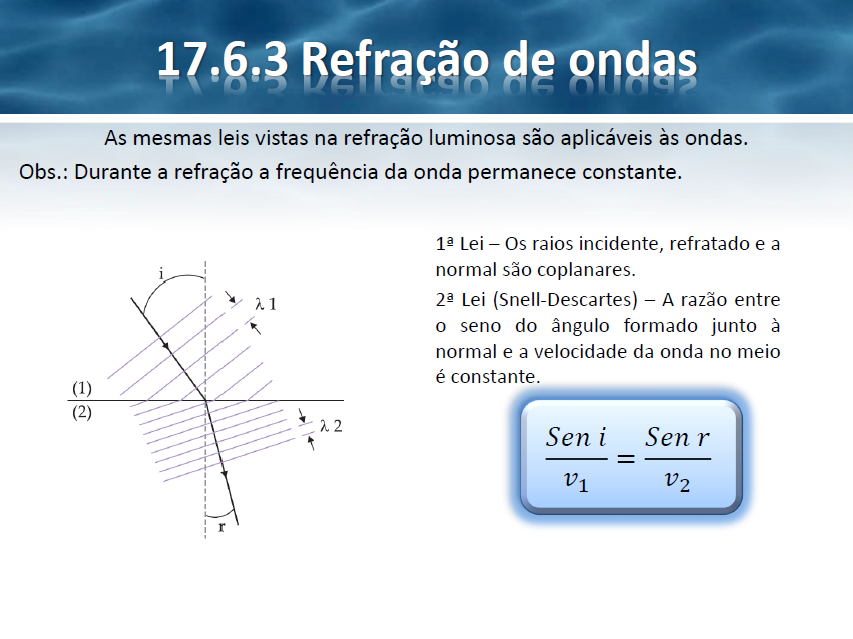 17.6.3 Refração de ondas
As mesmas leis vistas na refração luminosa são aplicáveis às ondas.
Obs.: Durante a refração a frequência da onda permanece constante.
1ª Lei – Os raios incidente, refratado e a
normal são coplanares.
2ª Lei (Snell-Descartes) – A razão entre
o seno do ângulo formado junto à
normal e a velocidade da onda no meio
é constante.
i
λ 1
(1)
(2)
λ 2
r
Sen i / v₁ = Sen r / v₂